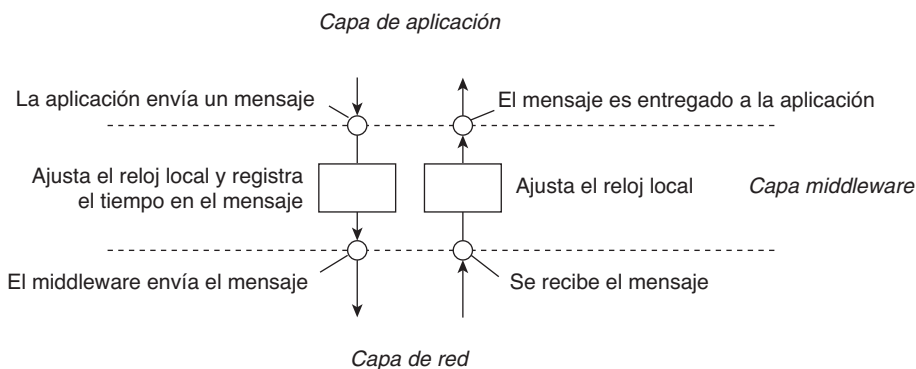 Capa de aplicación
La aplicación envía un mensaje
El mensaje es entregado a la aplicación
Ajusta el reloj local y registra
el tiempo en el mensaje
Ajusta el reloj local
Capa middleware
El middleware envía el mensaje
Se recibe el mensaje
Capa de red